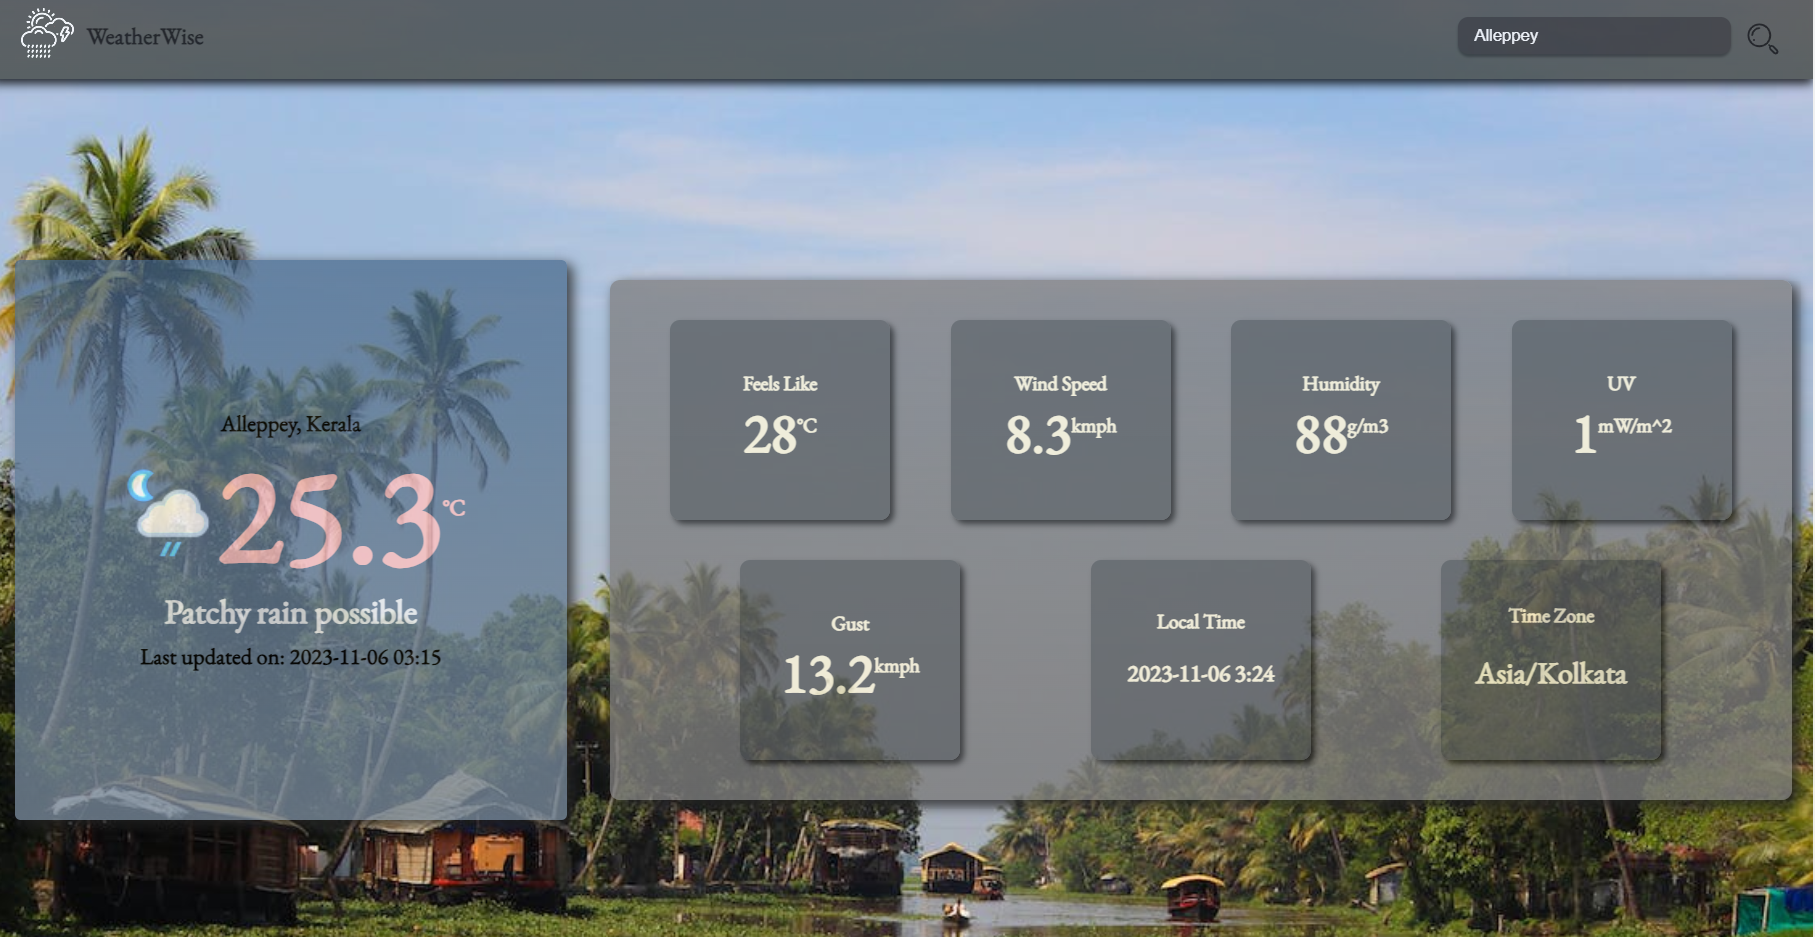 WeatherWise
Alleppey
Alleppey, Kerala
25.3°C
Patchy rain possible
Last updated on: 2023-11-06 03:15
Feels Like
28°C
Wind Speed
8.3kmph
Humidity
88g/m3
UV
1mW/m^2
Gust
13.2kmph
Local Time
2023-11-06 3:24
Time Zone
Asia/Kolkata